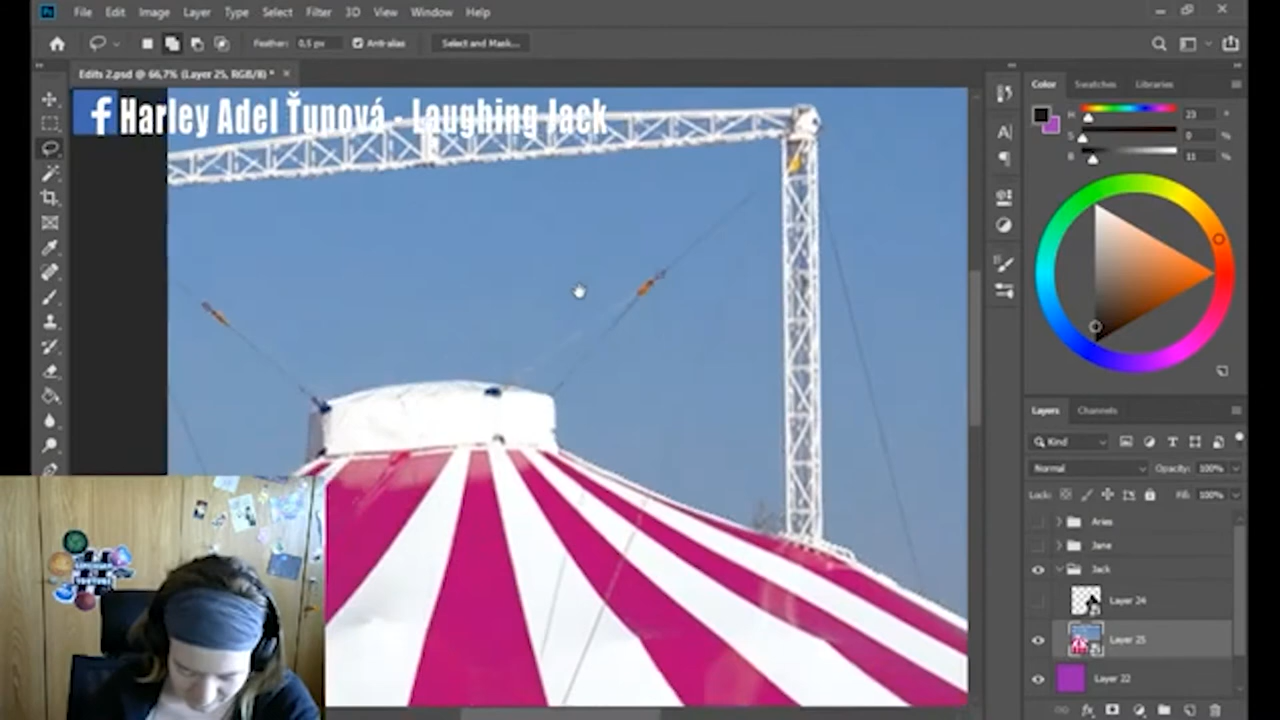 File Edit Image Layer Type Select Filter 3D View Window Help
Feather: 0,5 px Anti-alias Select and Mask...
Edits 2.psd @ 66,7% (Layer 25, RGB/8) *
Harley Adel Ťunová - Laughing Jack
Color Swatches Libraries
H 23 °
S 0 %
B 11 %
Layers Channels
Kind
Normal Opacity: 100%
Lock: Fill: 100%
Aries
Jane
Jack
Layer 24
Layer 25
Layer 22